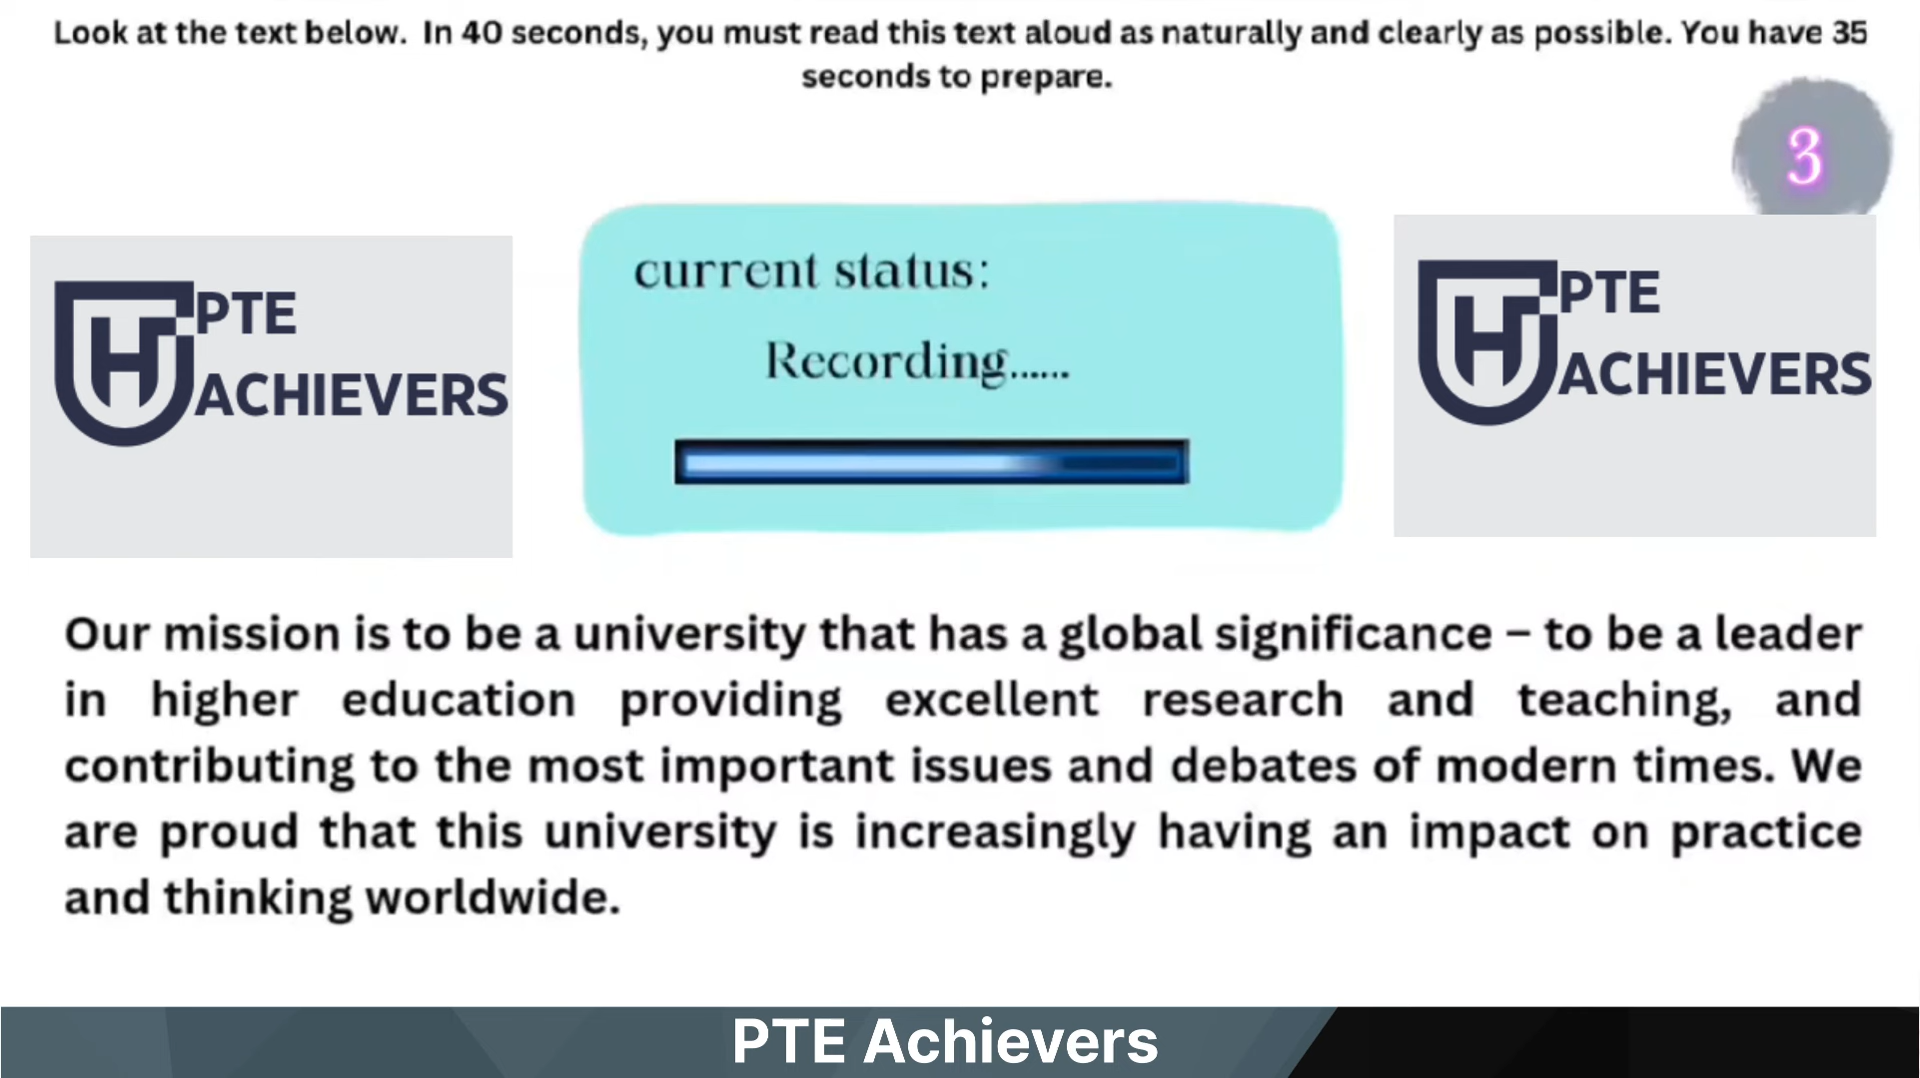 Look at the text below. In 40 seconds, you must read this text aloud as naturally and clearly as possible. You have 35
seconds to prepare.
3
PTE
ACHIEVERS
current status:
Recording......
PTE
ACHIEVERS
Our mission is to be a university that has a global significance – to be a leader
in higher education providing excellent research and teaching, and
contributing to the most important issues and debates of modern times. We
are proud that this university is increasingly having an impact on practice
and thinking worldwide.
PTE Achievers